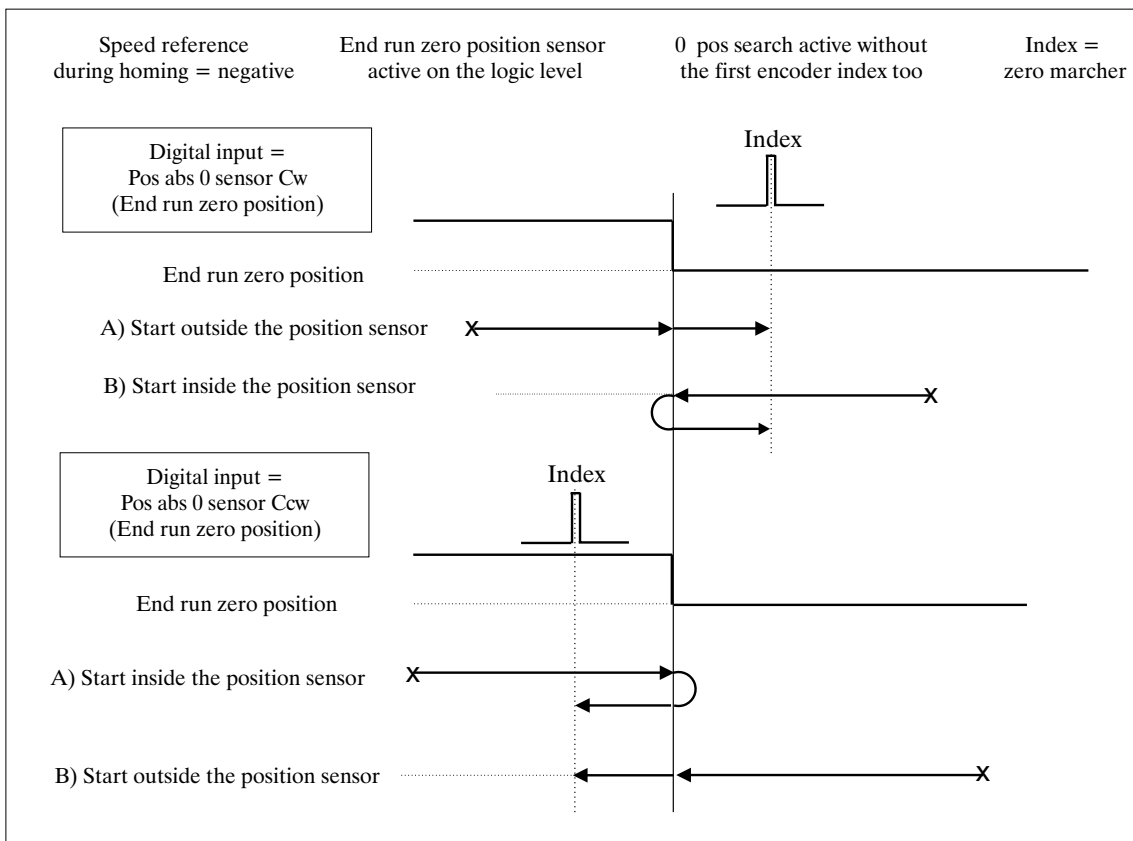 Speed reference
during homing = negative
End run zero position sensor
active on the logic level
0 pos search active without
the first encoder index too
Index =
zero marcher
Digital input =
Pos abs 0 sensor Cw
(End run zero position)
Index
End run zero position
A) Start outside the position sensor
X
B) Start inside the position sensor
X
Digital input =
Pos abs 0 sensor Ccw
(End run zero position)
Index
End run zero position
A) Start inside the position sensor
X
B) Start outside the position sensor
X